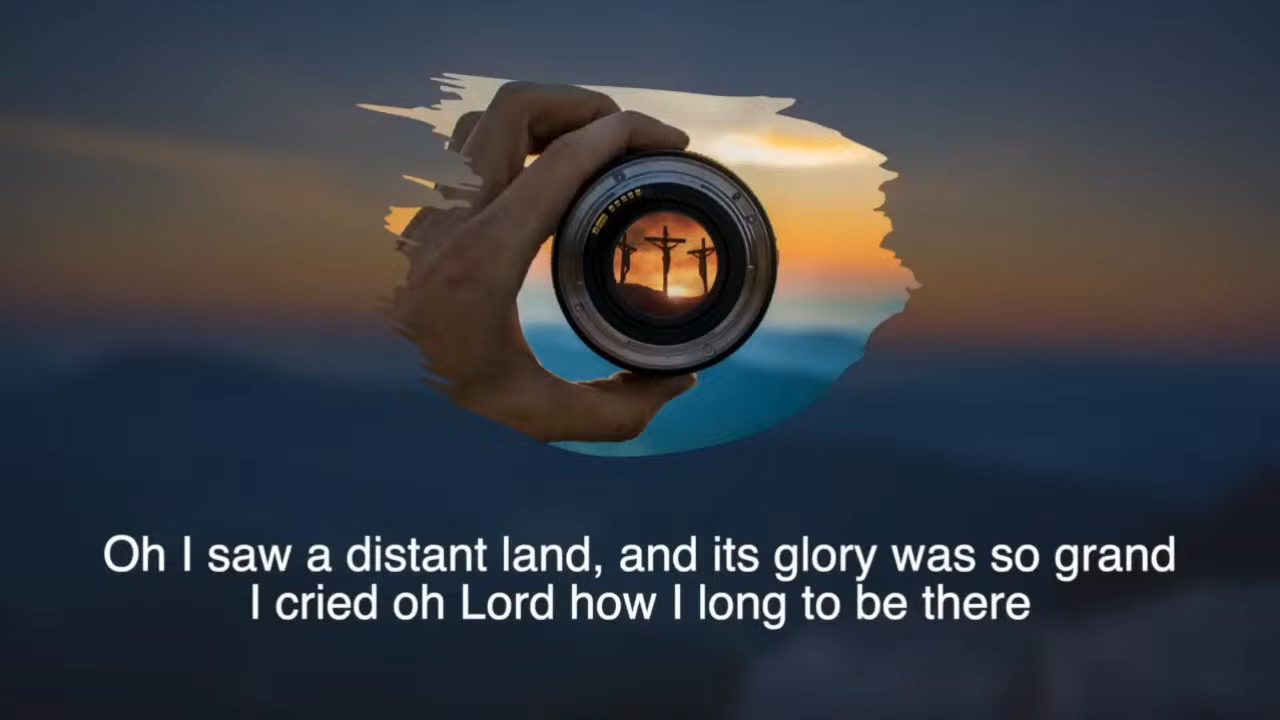 Oh I saw a distant land, and its glory was so grand
I cried oh Lord how I long to be there